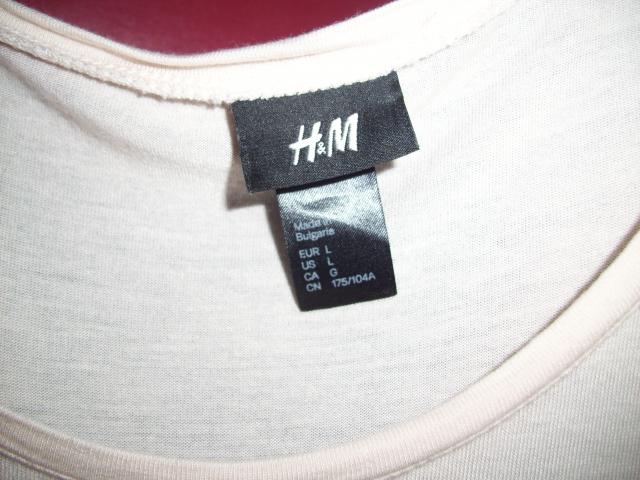 H&M
Made in
Bulgaria
EUR L
US L
CA G
CN 175/104A